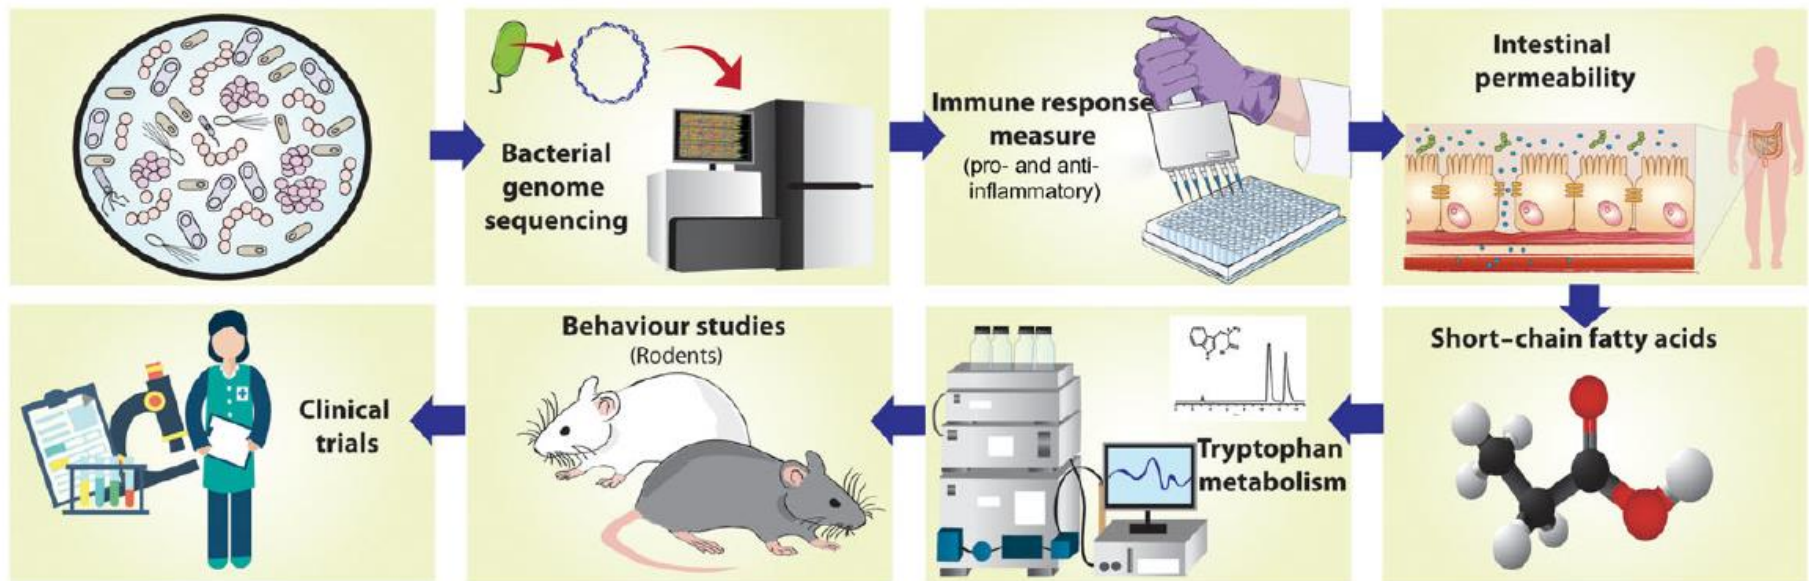 Bacterial
genome
sequencing
Immune response
measure
(pro- and anti-
inflammatory)
Intestinal
permeability
Short-chain fatty acids
Tryptophan
metabolism
Behaviour studies
(Rodents)
Clinical
trials